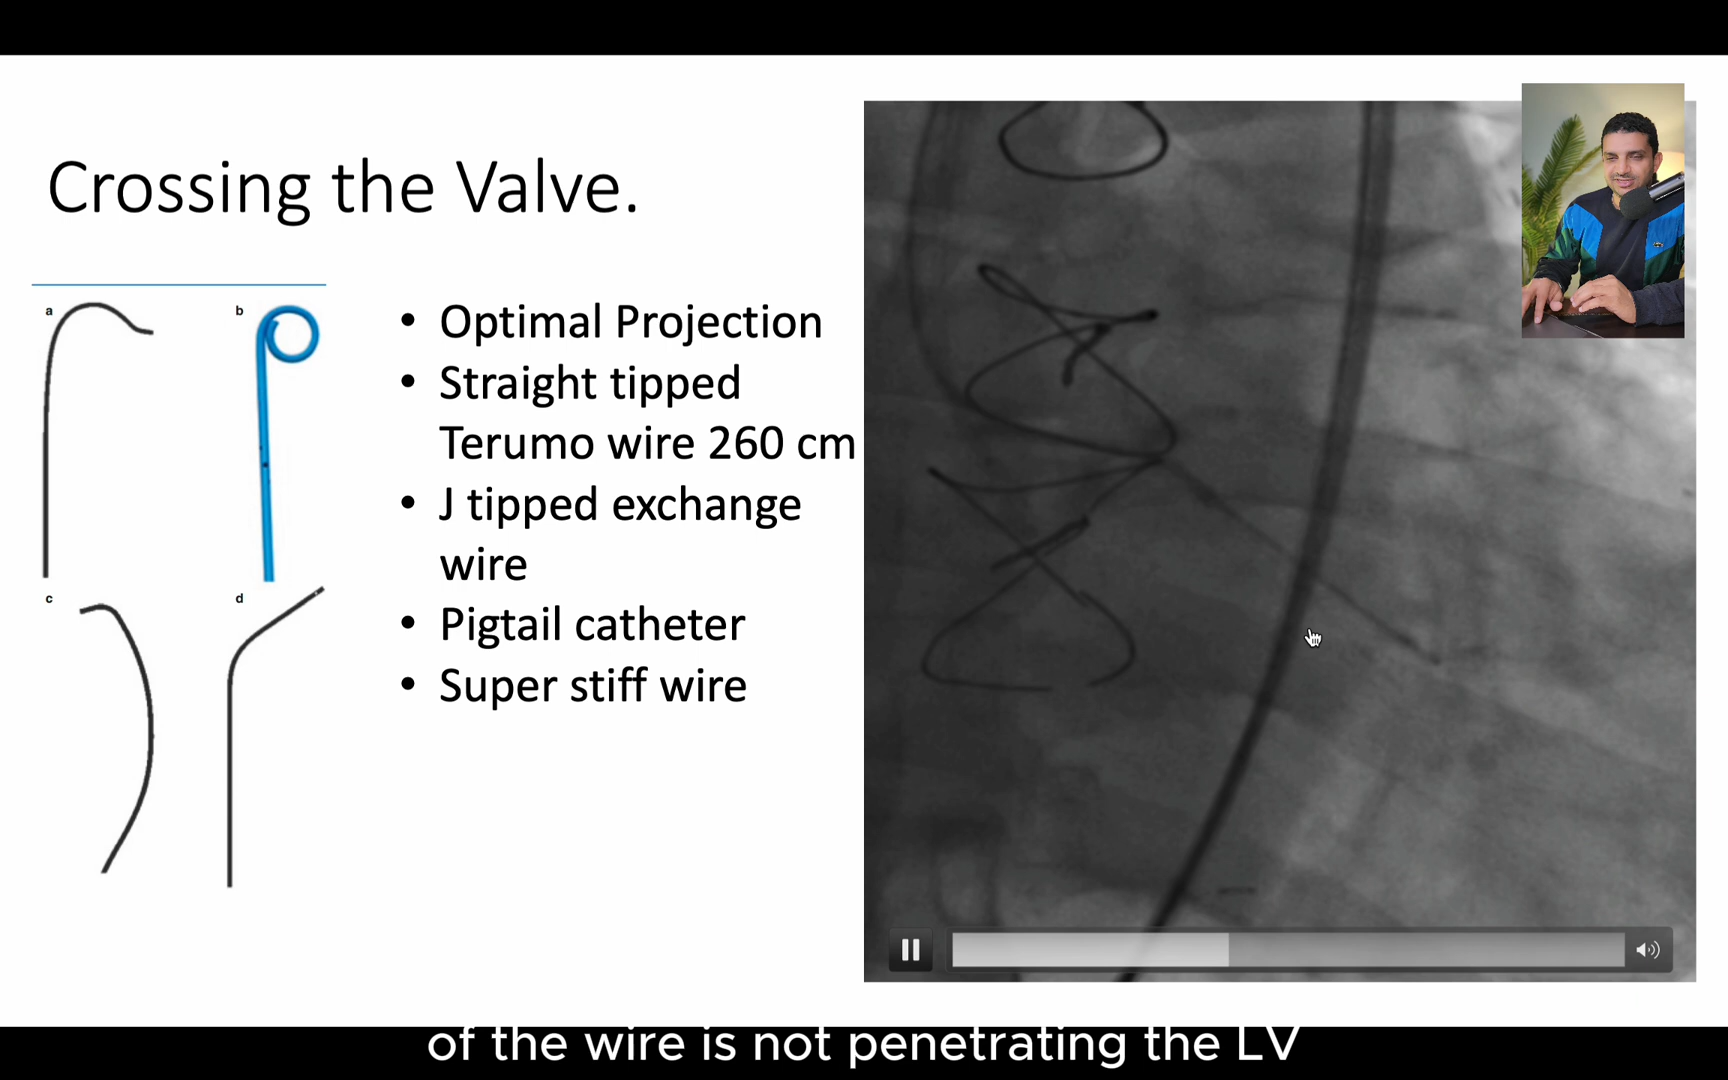 Crossing the Valve.
a
b
c
d
• Optimal Projection
• Straight tipped
Terumo wire 260 cm
• J tipped exchange
wire
• Pigtail catheter
• Super stiff wire
of the wire is not penetrating the LV